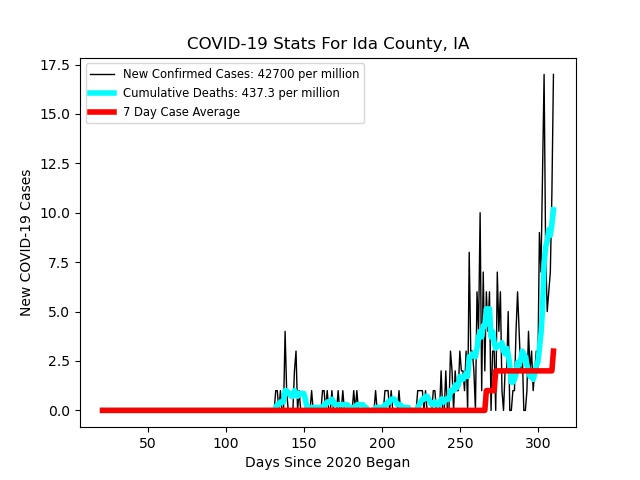 COVID-19 Stats For Ida County, IA
New Confirmed Cases: 42700 per million
Cumulative Deaths: 437.3 per million
7 Day Case Average
New COVID-19 Cases
17.5
15.0
12.5
10.0
7.5
5.0
2.5
0.0
50 100 150 200 250 300
Days Since 2020 Began